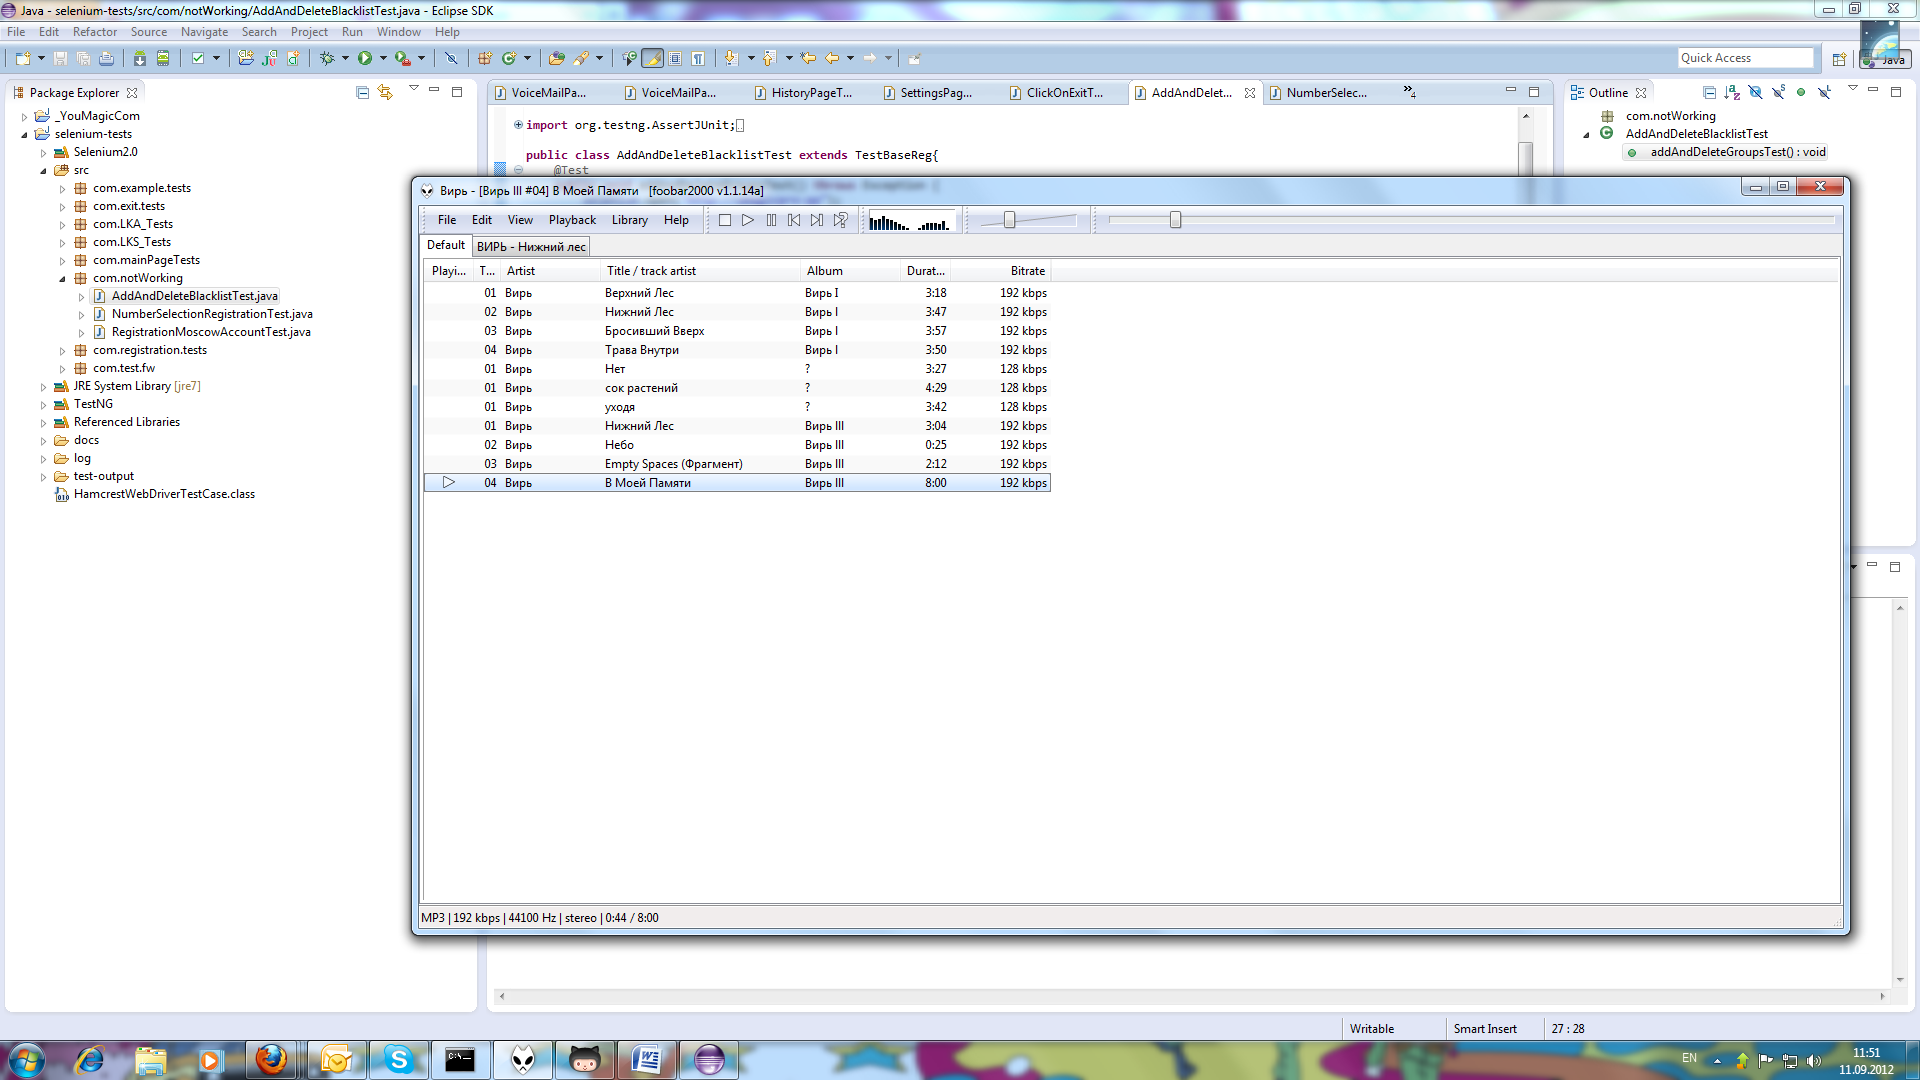 Java - selenium-tests/src/com/notWorking/AddAndDeleteBlacklistTest.java - Eclipse SDK
File Edit Refactor Source Navigate Search Project Run Window Help
Quick Access
Java
Package Explorer
_YouMagicCom
selenium-tests
Selenium2.0
src
com.example.tests
com.exit.tests
com.LKA_Tests
com.LKS_Tests
com.mainPageTests
com.notWorking
AddAndDeleteBlacklistTest.java
NumberSelectionRegistrationTest.java
RegistrationMoscowAccountTest.java
com.registration.tests
com.test.fw
JRE System Library [jre7]
TestNG
Referenced Libraries
docs
log
test-output
HamcrestWebDriverTestCase.class
VoiceMailPa... VoiceMailPa... HistoryPageT... SettingsPag... ClickOnExitT... AddAndDelet... NumberSelec... »4
import org.testng.AssertJUnit;
public class AddAndDeleteBlacklistTest extends TestBaseReg{
@Test
Outline
com.notWorking
AddAndDeleteBlacklistTest
addAndDeleteGroupsTest() : void
Вирь - [Вирь III #04] В Моей Памяти [foobar2000 v1.1.14a]
File Edit View Playback Library Help
Default ВИРЬ - Нижний лес
Playi... T... Artist Title / track artist Album Durat... Bitrate
01 Вирь Верхний Лес Вирь I 3:18 192 kbps
02 Вирь Нижний Лес Вирь I 3:47 192 kbps
03 Вирь Бросивший Вверх Вирь I 3:57 192 kbps
04 Вирь Трава Внутри Вирь I 3:50 192 kbps
01 Вирь Нет ? 3:27 128 kbps
01 Вирь сок растений ? 4:29 128 kbps
01 Вирь уходя ? 3:42 128 kbps
01 Вирь Нижний Лес Вирь III 3:04 192 kbps
02 Вирь Небо Вирь III 0:25 192 kbps
03 Вирь Empty Spaces (Фрагмент) Вирь III 2:12 192 kbps
04 Вирь В Моей Памяти Вирь III 8:00 192 kbps
MP3 | 192 kbps | 44100 Hz | stereo | 0:44 / 8:00
Writable Smart Insert 27 : 28
EN 11:51
11.09.2012